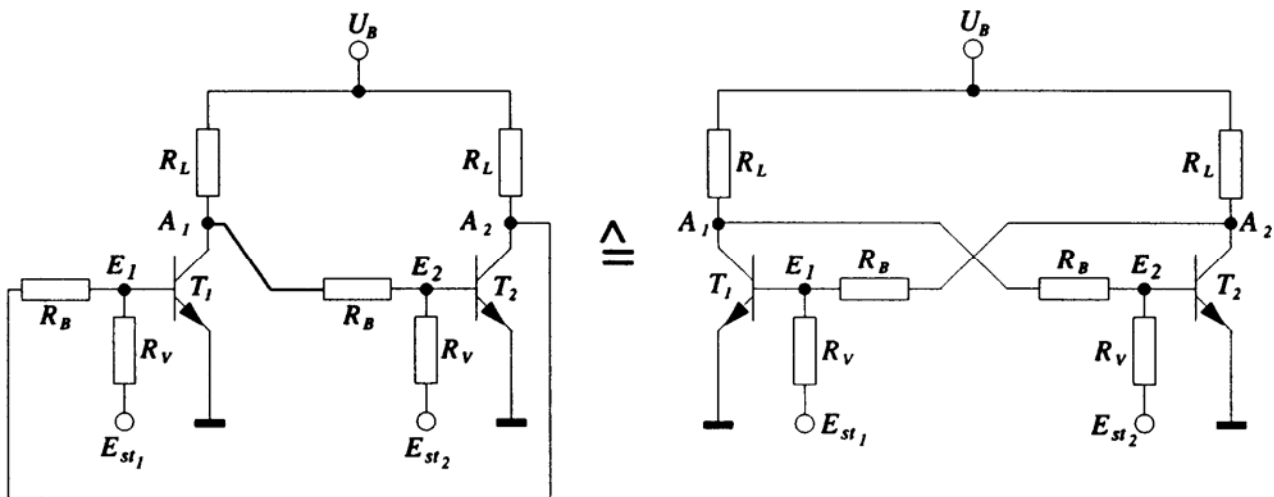 U_B
U_B
R_L
R_L
R_L
R_L
A_1
A_2
≙
A_1
A_2
E_1
T_1
E_2
T_2
T_1
E_1
R_B
R_B
E_2
T_2
R_B
R_V
R_B
R_V
R_V
R_V
E_st1
E_st2
E_st1
E_st2